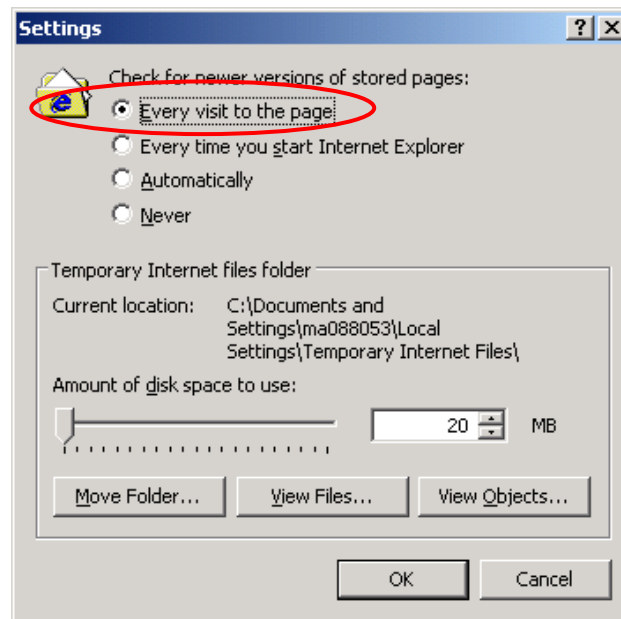 Settings
Check for newer versions of stored pages:
Every visit to the page
Every time you start Internet Explorer
Automatically
Never
Temporary Internet files folder
Current location: C:\Documents and
Settings\ma088053\Local
Settings\Temporary Internet Files\
Amount of disk space to use:
20 MB
Move Folder... View Files... View Objects...
OK Cancel